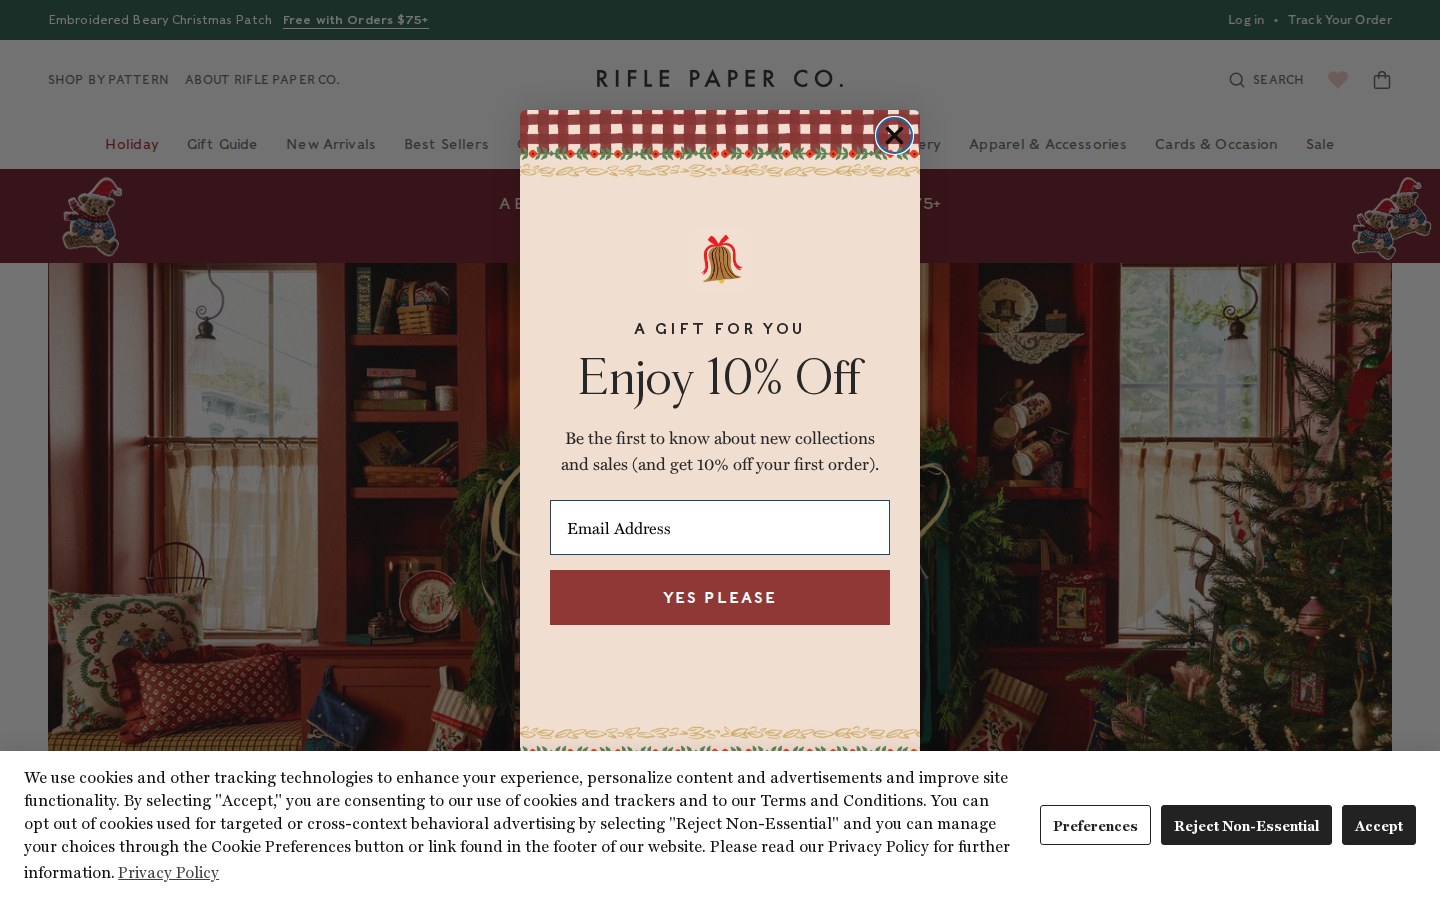 Embroidered Beary Christmas Patch Free with Orders $75+
Log in • Track Your Order
SHOP BY PATTERN ABOUT RIFLE PAPER CO.
RIFLE PAPER CO.
SEARCH
Holiday Gift Guide New Arrivals Best Sellers
Apparel & Accessories Cards & Occasion Sale
A GIFT FOR YOU
Enjoy 10% Off
Be the first to know about new collections
and sales (and get 10% off your first order).
Email Address
YES PLEASE
We use cookies and other tracking technologies to enhance your experience, personalize content and advertisements and improve site
functionality. By selecting "Accept," you are consenting to our use of cookies and trackers and to our Terms and Conditions. You can
opt out of cookies used for targeted or cross-context behavioral advertising by selecting "Reject Non-Essential" and you can manage
your choices through the Cookie Preferences button or link found in the footer of our website. Please read our Privacy Policy for further
information. Privacy Policy
Preferences
Reject Non-Essential
Accept